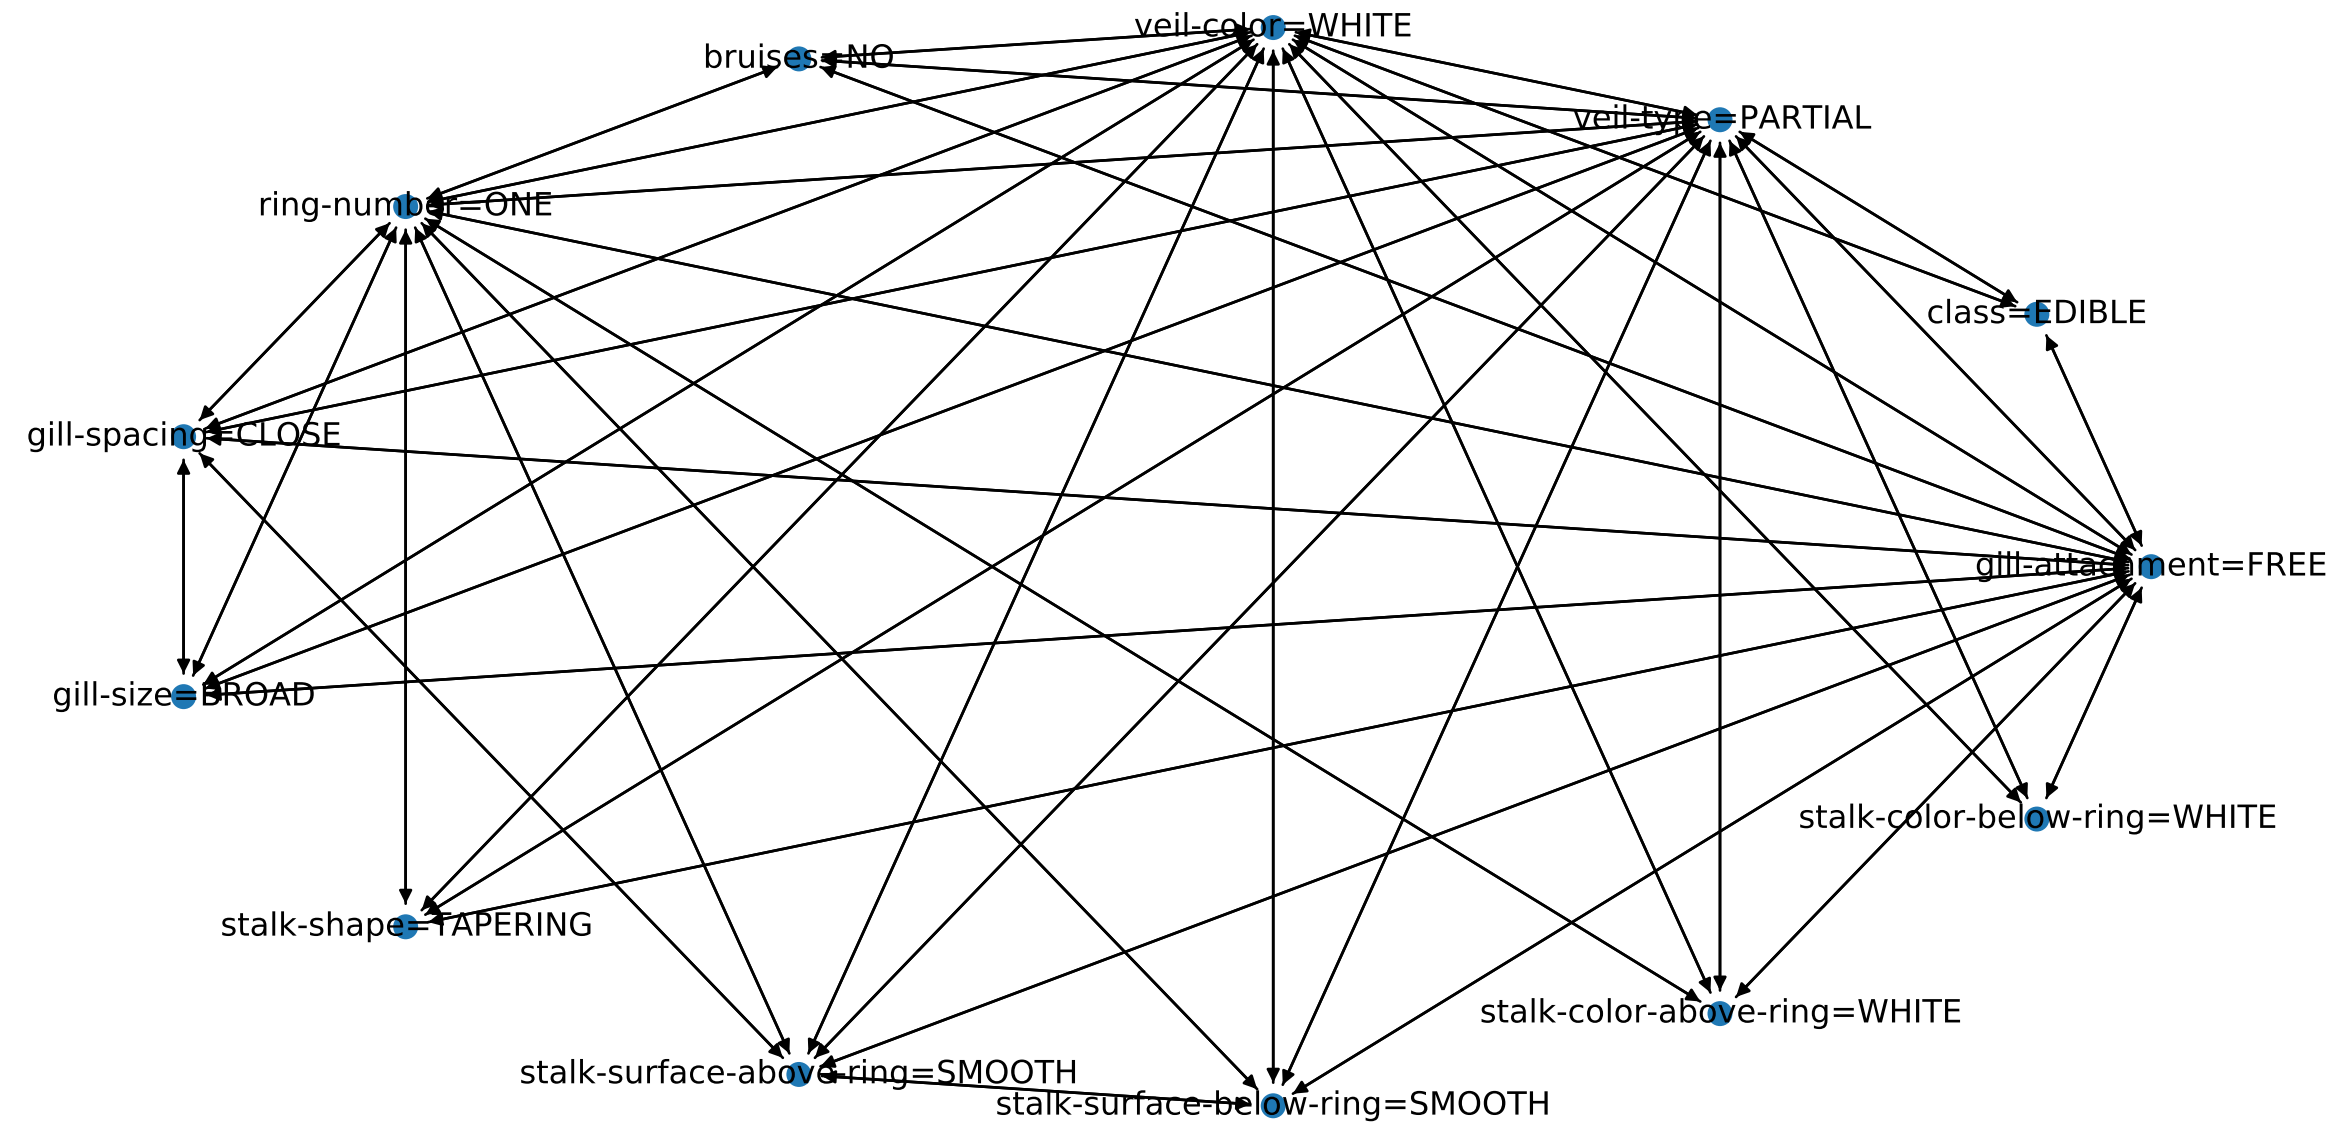 veil-color=WHITE
bruises=NO
veil-type=PARTIAL
ring-number=ONE
class=EDIBLE
gill-spacing=CLOSE
gill-attachment=FREE
gill-size=BROAD
stalk-color-below-ring=WHITE
stalk-shape=TAPERING
stalk-color-above-ring=WHITE
stalk-surface-above-ring=SMOOTH
stalk-surface-below-ring=SMOOTH